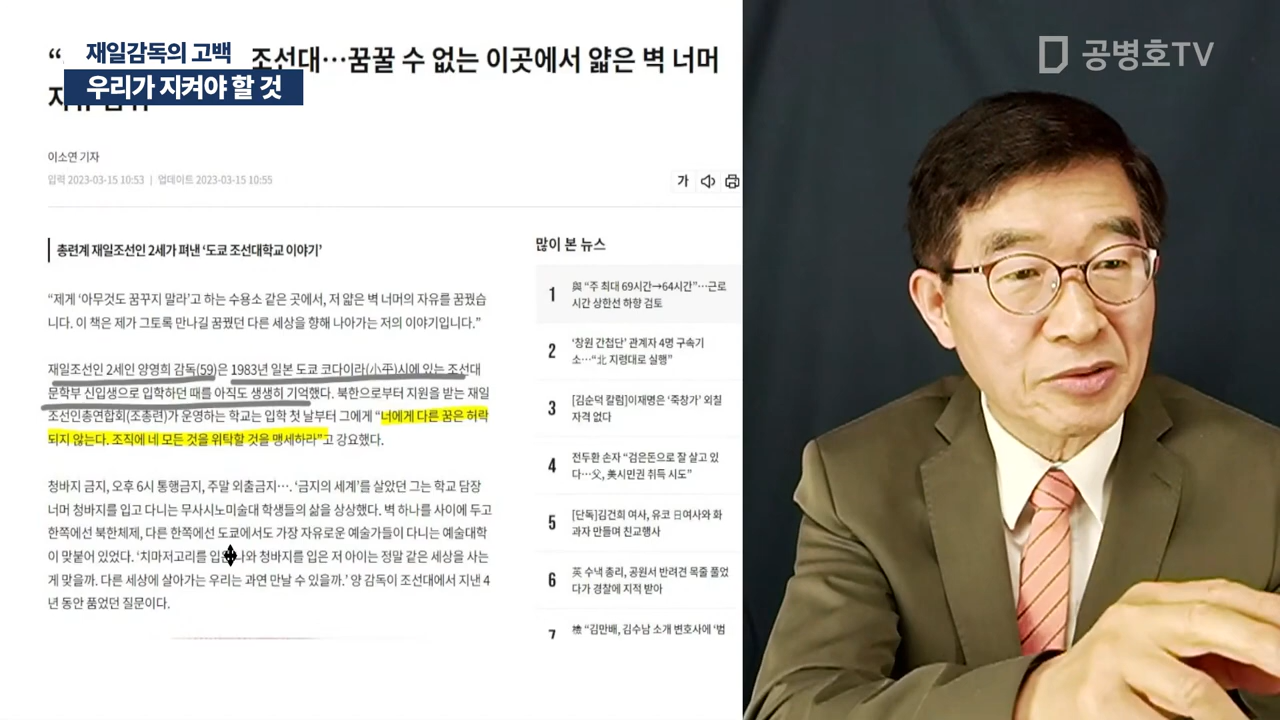 재일감독의 고백
우리가 지켜야 할 것
“
조선대…꿈꿀 수 없는 이곳에서 얇은 벽 너머
공병호TV
이소연 기자
입력 2023-03-15 10:53 | 업데이트 2023-03-15 10:55
가
총련계 재일조선인 2세가 펴낸 ‘도쿄 조선대학교 이야기’
“제게 ‘아무것도 꿈꾸지 말라’고 하는 수용소 같은 곳에서, 저 얇은 벽 너머의 자유를 꿈꿨습
니다. 이 책은 제가 그토록 만나길 꿈꿨던 다른 세상을 향해 나아가는 저의 이야기입니다.”
재일조선인 2세인 양영희 감독(59)은 1983년 일본 도쿄 코다이라(小平)시에 있는 조선대
문학부 신입생으로 입학하던 때를 아직도 생생히 기억했다. 북한으로부터 지원을 받는 재일
조선인총연합회(조총련)가 운영하는 학교는 입학 첫 날부터 그에게 “너에게 다른 꿈은 허락
되지 않는다. 조직에 네 모든 것을 위탁할 것을 맹세하라”고 강요했다.
청바지 금지, 오후 6시 통행금지, 주말 외출금지…. ‘금지의 세계’를 살았던 그는 학교 담장
너머 청바지를 입고 다니는 무사시노미술대 학생들의 삶을 상상했다. 벽 하나를 사이에 두고
한쪽에선 북한체제, 다른 한쪽에선 도쿄에서도 가장 자유로운 예술가들이 다니는 예술대학
이 맞붙어 있었다. ‘치마저고리를 입은 나와 청바지를 입은 저 아이는 정말 같은 세상을 사는
게 맞을까. 다른 세상에 살아가는 우리는 과연 만날 수 있을까.’ 양 감독이 조선대에서 지낸 4
년 동안 품었던 질문이다.
많이 본 뉴스
1 與 “주 최대 69시간→64시간”…근로
시간 상한선 하향 검토
2 ‘창원 간첩단’ 관계자 4명 구속기
소…“北 지령대로 실행”
3 [김순덕 칼럼]이재명은 ‘죽창가’ 외칠
자격 없다
4 전두환 손자 “검은돈으로 잘 살고 있
다…父, 美시민권 취득 시도”
5 [단독]김건희 여사, 유코 日여사와 화
과자 만들며 친교행사
6 英 수낵 총리, 공원서 반려견 목줄 풀었
다가 경찰에 지적 받아
7 檢 “김만배, 김수남 소개 변호사에 ‘범